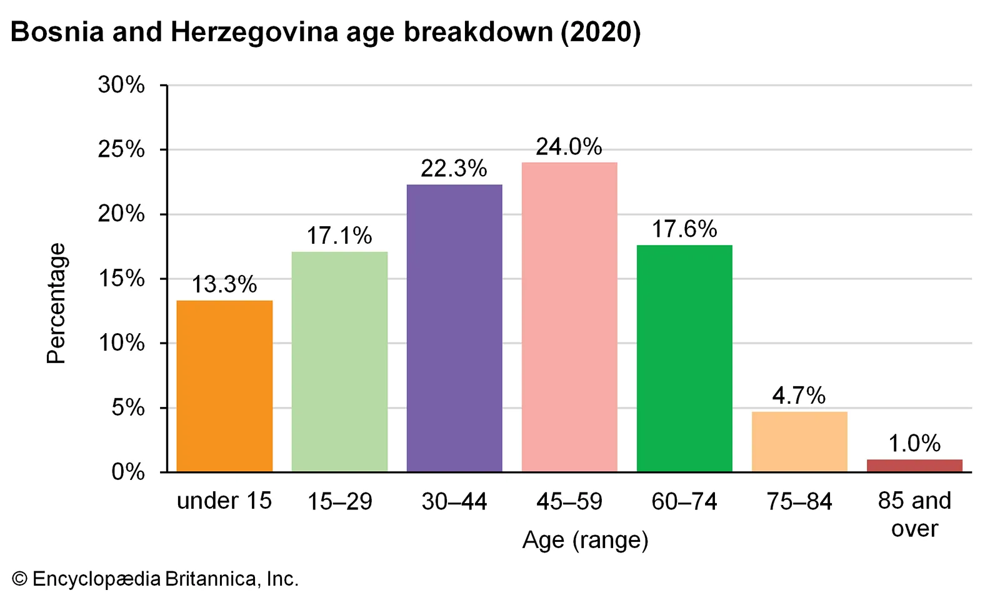 Bosnia and Herzegovina age breakdown (2020)
30%
25%
20%
15%
10%
5%
0%
Percentage
13.3%
17.1%
22.3%
24.0%
17.6%
4.7%
1.0%
under 15
15–29
30–44
45–59
60–74
75–84
85 and
over
Age (range)
© Encyclopædia Britannica, Inc.